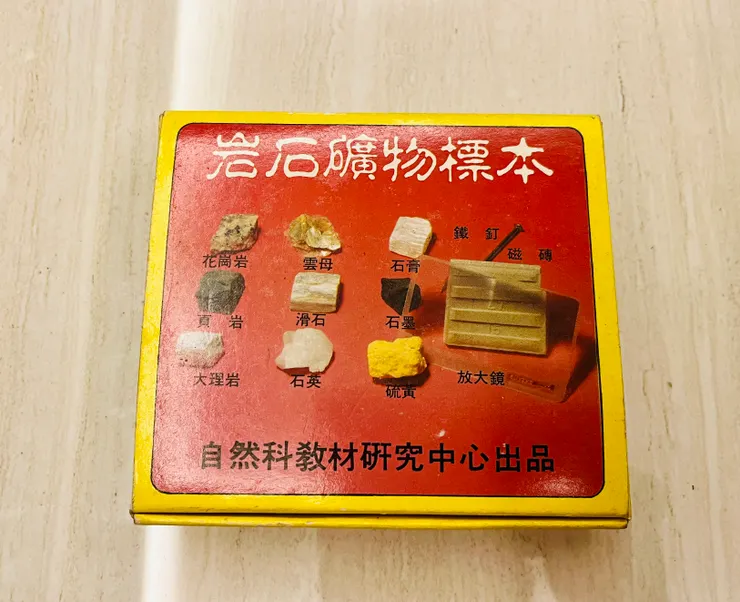 岩石礦物標本
花崗岩 雲母 石膏 鐵釘
磁磚
頁岩 滑石 石墨
大理岩 石英 硫黃 放大鏡
自然科教材研究中心出品